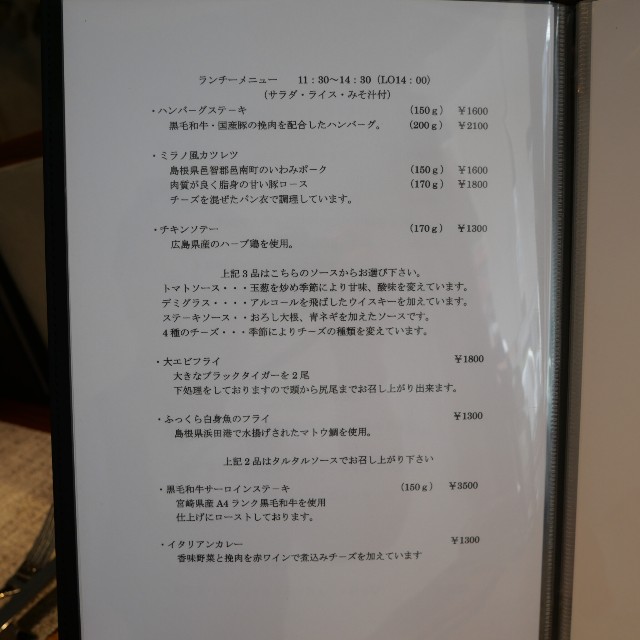 ランチーメニュー　11：30～14：30（LO14：00）
（サラダ・ライス・みそ汁付）
・ハンバーグステーキ　（150ｇ）　￥1600
黒毛和牛・国産豚の挽肉を配合したハンバーグ。　（200ｇ）　￥2100
・ミラノ風カツレツ
島根県邑智郡邑南町のいわみポーク　（150ｇ）　￥1600
肉質が良く脂身の甘い豚ロース　（170ｇ）　￥1800
チーズを混ぜたパン衣で調理しています。
・チキンソテー　（170ｇ）　￥1300
広島県産のハーブ鶏を使用。
上記３品はこちらのソースからお選び下さい。
トマトソース・・・玉葱を炒め季節により甘味、酸味を変えています。
デミグラス・・・・アルコールを飛ばしたウイスキーを加えています。
ステーキソース・・おろし大根、青ネギを加えたソースです。
４種のチーズ・・・季節によりチーズの種類を変えています。
・大エビフライ　￥1800
大きなブラックタイガーを２尾
下処理をしておりますので頭から尻尾までお召し上がり出来ます。
・ふっくら白身魚のフライ　￥1300
島根県浜田港で水揚げされたマトウ鯛を使用。
上記２品はタルタルソースでお召し上がり下さい
・黒毛和牛サーロインステーキ　（150ｇ）　￥3500
宮崎県産A4ランク黒毛和牛を使用
仕上げにローストしております。
・イタリアンカレー　￥1300
香味野菜と挽肉を赤ワインで煮込みチーズを加えています